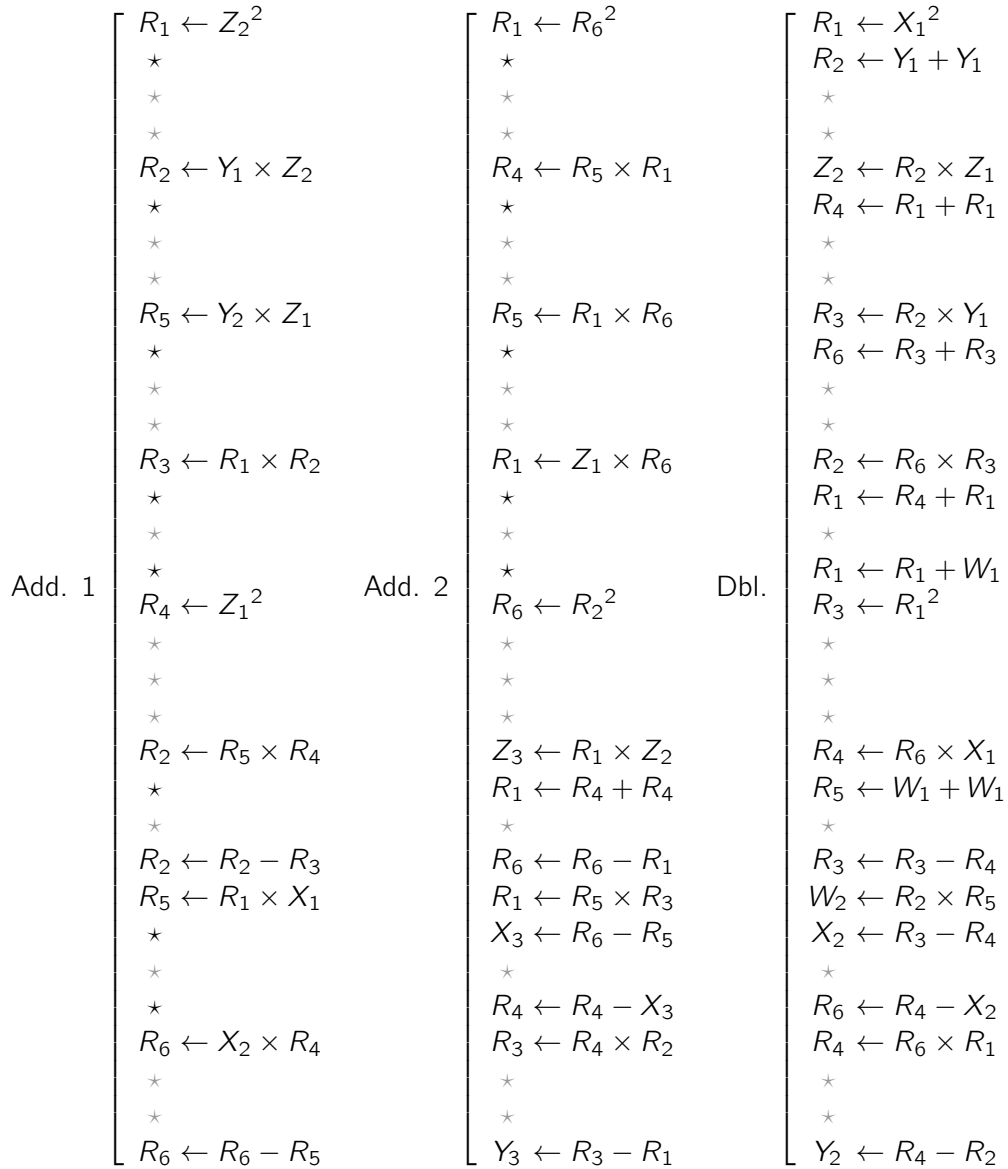 R₁ ← Z₂² R₁ ← R₆² R₁ ← X₁²
⋆ ⋆ R₂ ← Y₁ + Y₁
⋆ ⋆ ⋆
⋆ ⋆ ⋆
R₂ ← Y₁ × Z₂ R₄ ← R₅ × R₁ Z₂ ← R₂ × Z₁
⋆ ⋆ R₄ ← R₁ + R₁
⋆ ⋆ ⋆
⋆ ⋆ ⋆
R₅ ← Y₂ × Z₁ R₅ ← R₁ × R₆ R₃ ← R₂ × Y₁
⋆ ⋆ R₆ ← R₃ + R₃
⋆ ⋆ ⋆
⋆ ⋆ ⋆
R₃ ← R₁ × R₂ R₁ ← Z₁ × R₆ R₂ ← R₆ × R₃
⋆ ⋆ R₁ ← R₄ + R₁
⋆ ⋆ ⋆
Add. 1 ⋆ Add. 2 ⋆ Dbl. R₁ ← R₁ + W₁
R₄ ← Z₁² R₆ ← R₂² R₃ ← R₁²
⋆ ⋆ ⋆
⋆ ⋆ ⋆
⋆ ⋆ ⋆
R₂ ← R₅ × R₄ Z₃ ← R₁ × Z₂ R₄ ← R₆ × X₁
⋆ R₁ ← R₄ + R₄ R₅ ← W₁ + W₁
⋆ ⋆ ⋆
R₂ ← R₂ − R₃ R₆ ← R₆ − R₁ R₃ ← R₃ − R₄
R₅ ← R₁ × X₁ R₁ ← R₅ × R₃ W₂ ← R₂ × R₅
⋆ X₃ ← R₆ − R₅ X₂ ← R₃ − R₄
⋆ ⋆ ⋆
⋆ R₄ ← R₄ − X₃ R₆ ← R₄ − X₂
R₆ ← X₂ × R₄ R₃ ← R₄ × R₂ R₄ ← R₆ × R₁
⋆ ⋆ ⋆
⋆ ⋆ ⋆
R₆ ← R₆ − R₅ Y₃ ← R₃ − R₁ Y₂ ← R₄ − R₂